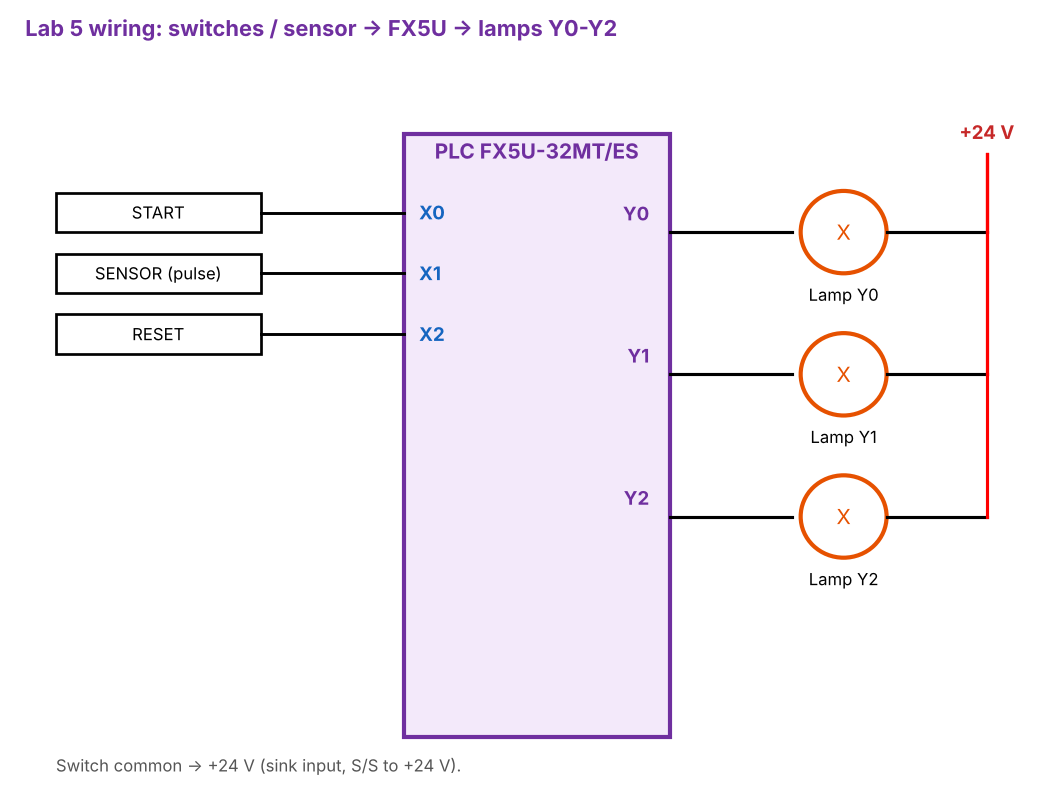 Lab 5 wiring: switches / sensor → FX5U → lamps Y0-Y2
+24 V
PLC FX5U-32MT/ES
START
X0
Y0
X
Lamp Y0
SENSOR (pulse)
X1
RESET
X2
Y1
X
Lamp Y1
Y2
X
Lamp Y2
Switch common → +24 V (sink input, S/S to +24 V).